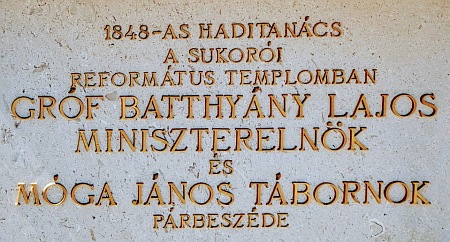 1848-AS HADITANÁCS
A SUKORÓI
REFORMÁTUS TEMPLOMBAN
GRÓF BATTHYÁNY LAJOS
MINISZTERELNÖK
ÉS
MÓGA JÁNOS TÁBORNOK
PÁRBESZÉDE